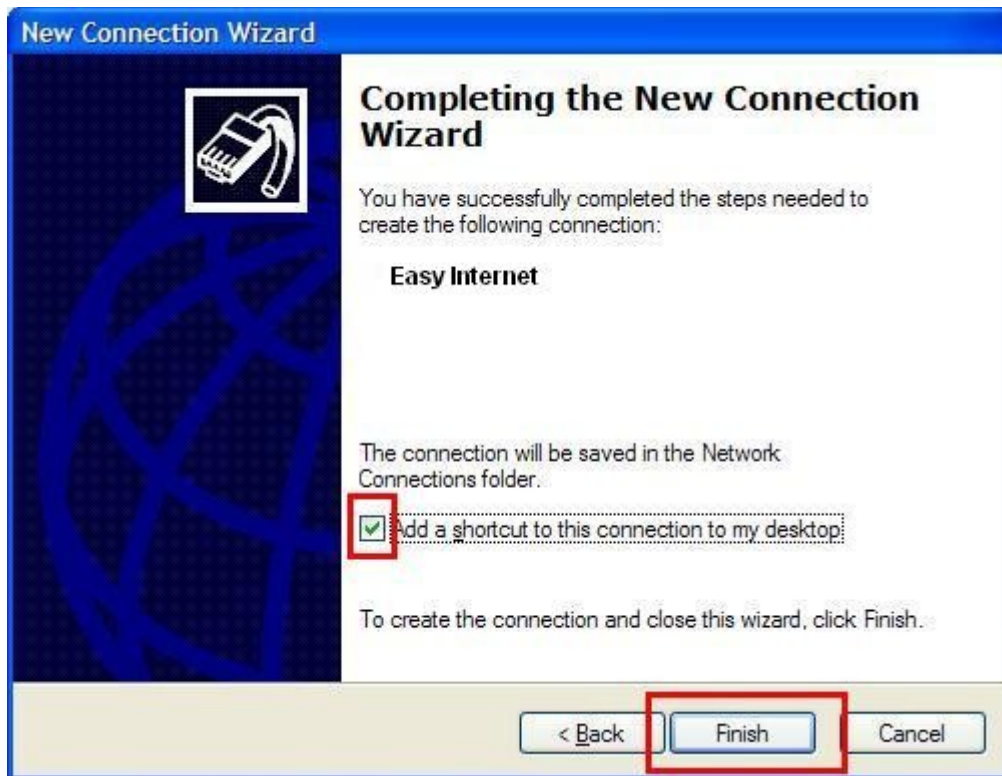 New Connection Wizard
Completing the New Connection
Wizard
You have successfully completed the steps needed to
create the following connection:
Easy Internet
The connection will be saved in the Network
Connections folder.
Add a shortcut to this connection to my desktop
To create the connection and close this wizard, click Finish.
< Back Finish Cancel